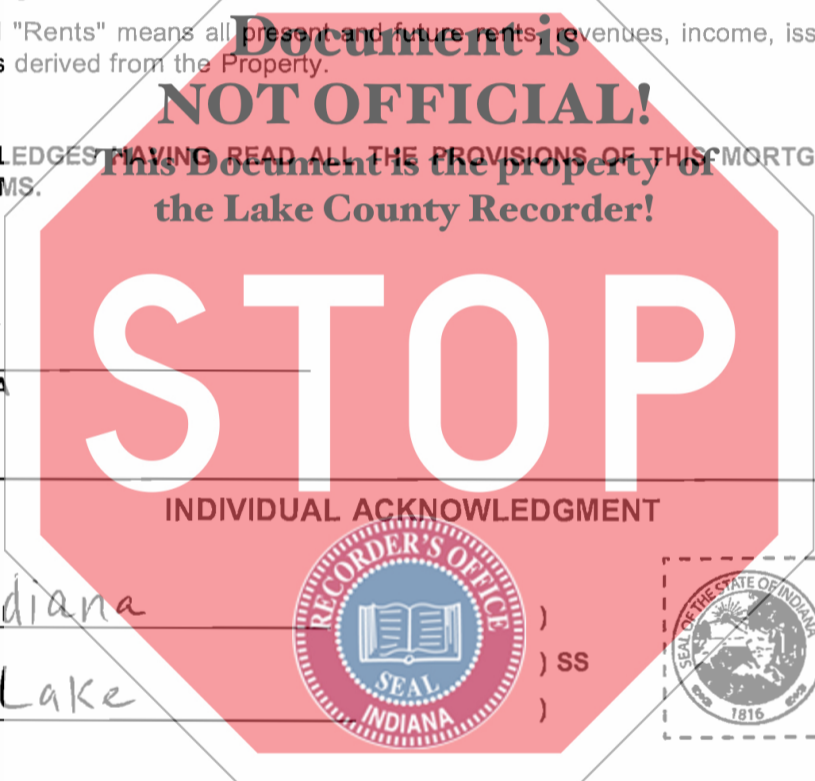 "Rents" means all present and future rents, revenues, income, iss
derived from the Property.
Document is
NOT OFFICIAL!
LEDGES HAVING READ ALL THE PROVISIONS OF THIS MORTG
MS.
This Document is the property of
the Lake County Recorder!
STOP
A
INDIVIDUAL ACKNOWLEDGMENT
RECORDER'S OFFICE
SEAL
INDIANA
diana )
) SS
Lake )
SEAL OF THE STATE OF INDIANA
1816